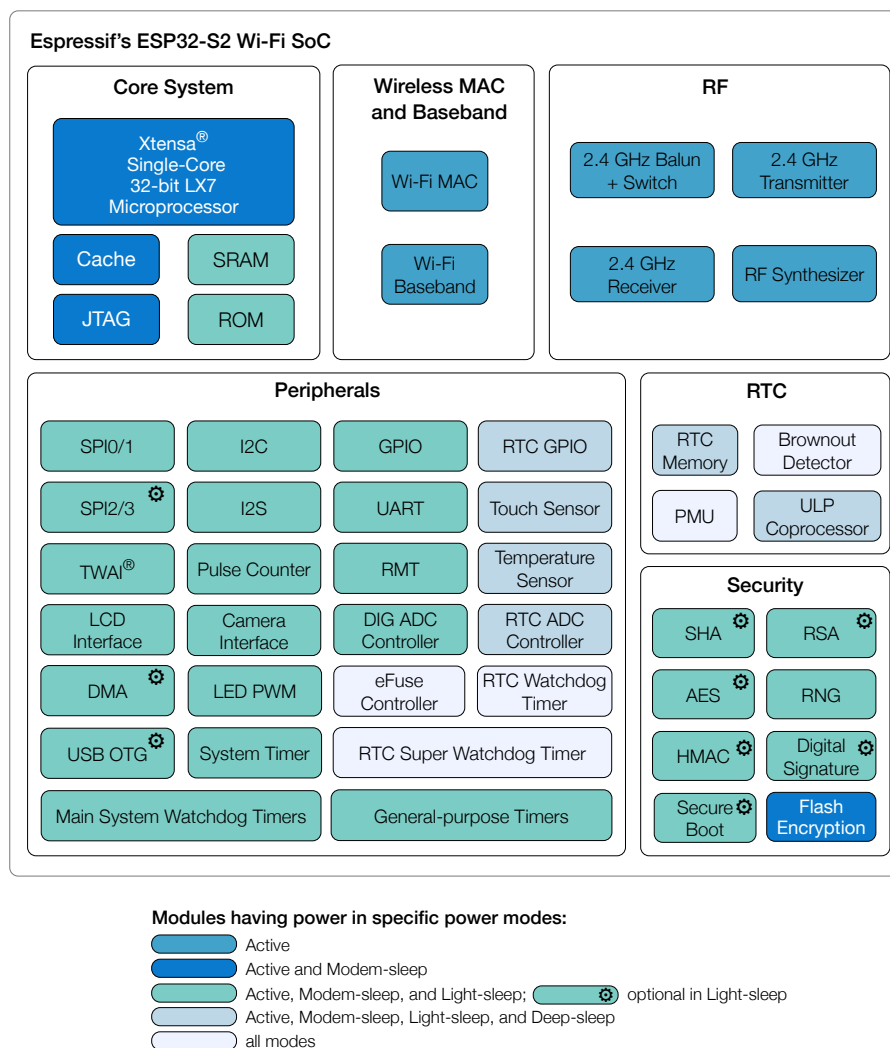 Espressif's ESP32-S2 Wi-Fi SoC
Core System
Xtensa®
Single-Core
32-bit LX7
Microprocessor
Cache
SRAM
JTAG
ROM
Wireless MAC
and Baseband
Wi-Fi MAC
Wi-Fi
Baseband
RF
2.4 GHz Balun
+ Switch
2.4 GHz
Transmitter
2.4 GHz
Receiver
RF Synthesizer
Peripherals
SPI0/1
I2C
GPIO
RTC GPIO
SPI2/3
I2S
UART
Touch Sensor
TWAI®
Pulse Counter
RMT
Temperature
Sensor
LCD
Interface
Camera
Interface
DIG ADC
Controller
RTC ADC
Controller
DMA
LED PWM
eFuse
Controller
RTC Watchdog
Timer
USB OTG
System Timer
RTC Super Watchdog Timer
Main System Watchdog Timers
General-purpose Timers
RTC
RTC
Memory
Brownout
Detector
PMU
ULP
Coprocessor
Security
SHA
RSA
AES
RNG
HMAC
Digital
Signature
Secure
Boot
Flash
Encryption
Modules having power in specific power modes:
Active
Active and Modem-sleep
Active, Modem-sleep, and Light-sleep; optional in Light-sleep
Active, Modem-sleep, Light-sleep, and Deep-sleep
all modes